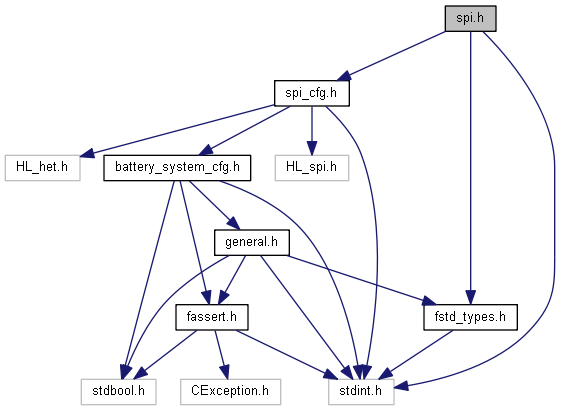 spi.h
spi_cfg.h
HL_het.h
battery_system_cfg.h
HL_spi.h
general.h
fassert.h
fstd_types.h
stdbool.h
CException.h
stdint.h